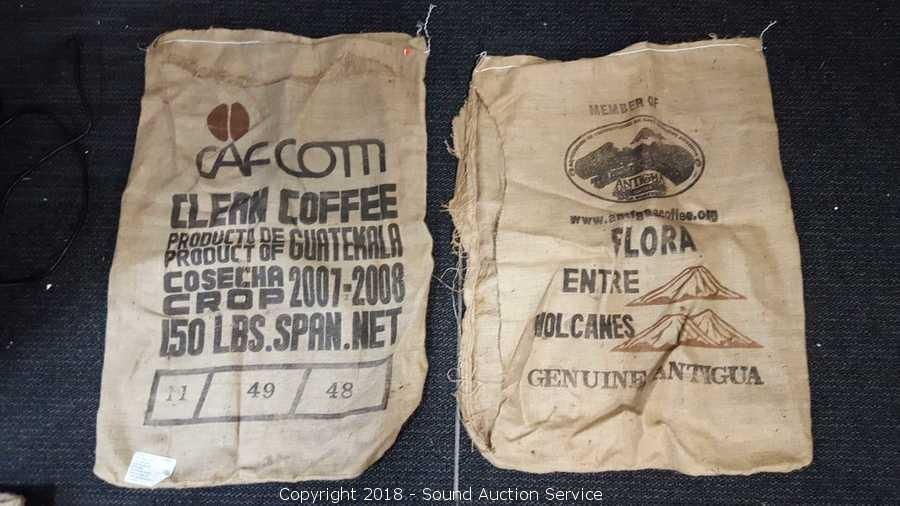 CAFCOM
CLEAN COFFEE
PRODUCTO DE
PRODUCT OF GUATEMALA
COSECHA
CROP 2007-2008
150 LBS.SPAN.NET
11 49 48
MEMBER OF
ANTIGUA
www.antiguacoffee.org
FLORA
ENTRE
VOLCANES
GENUINE ANTIGUA
Copyright 2018 - Sound Auction Service